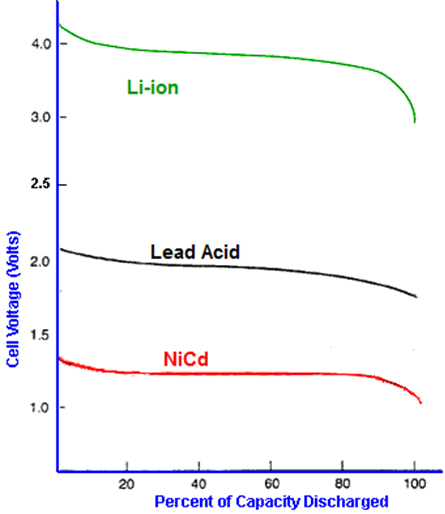 4.0
Li-ion
3.0
2.5
Cell Voltage (Volts)
Lead Acid
2.0
1.5
NiCd
1.0
20 40 60 80 100
Percent of Capacity Discharged